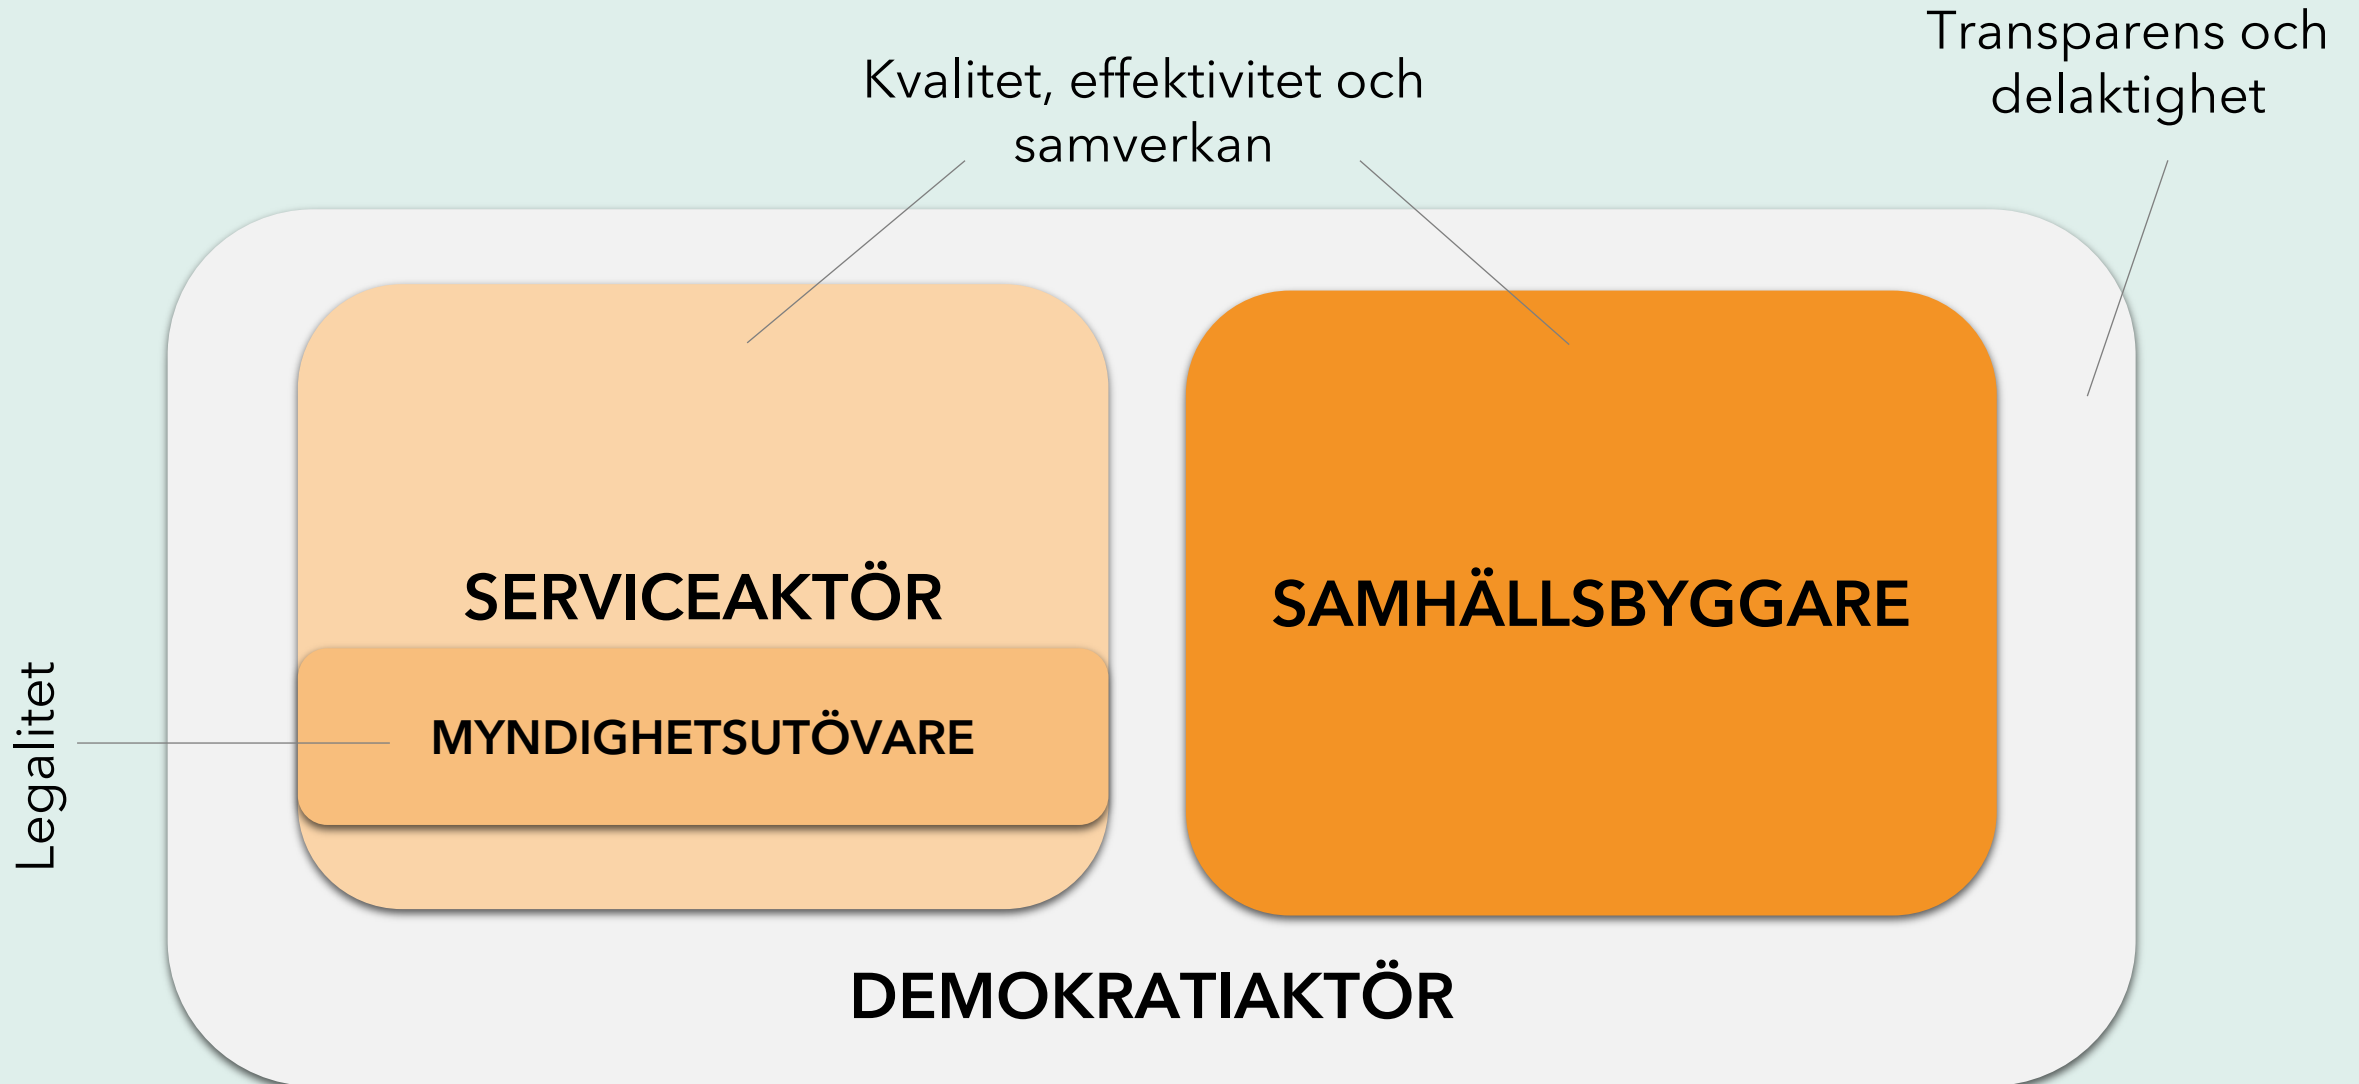 Transparens och
delaktighet
Kvalitet, effektivitet och
samverkan
SERVICEAKTÖR
SAMHÄLLSBYGGARE
Legalitet
MYNDIGHETSUTÖVARE
DEMOKRATIAKTÖR